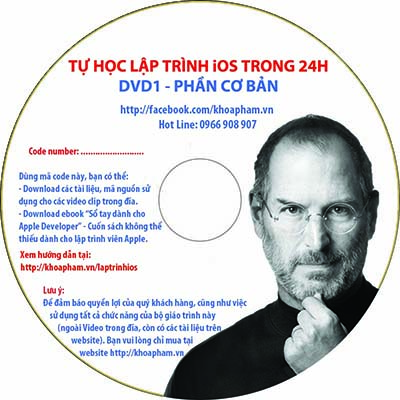 TỰ HỌC LẬP TRÌNH iOS TRONG 24H
DVD1 - PHẦN CƠ BẢN
http://facebook.com/khoapham.vn
Hot Line: 0966 908 907
Code number: ..........................
Dùng mã code này, bạn có thể:
- Download các tài liệu, mã nguồn sử
dụng cho các video clip trong đĩa.
- Download ebook “Sổ tay dành cho
Apple Developer” - Cuốn sách không thể
thiếu dành cho lập trình viên Apple.
Xem hướng dẫn tại:
http://khoapham.vn/laptrinhios
Lưu ý:
Để đảm bảo quyền lợi của quý khách hàng, cũng như việc
sử dụng tất cả chức năng của bộ giáo trình này
(ngoài Video trong đĩa, còn có các tài liệu trên
website). Bạn vui lòng chỉ mua tại
website http://khoapham.vn